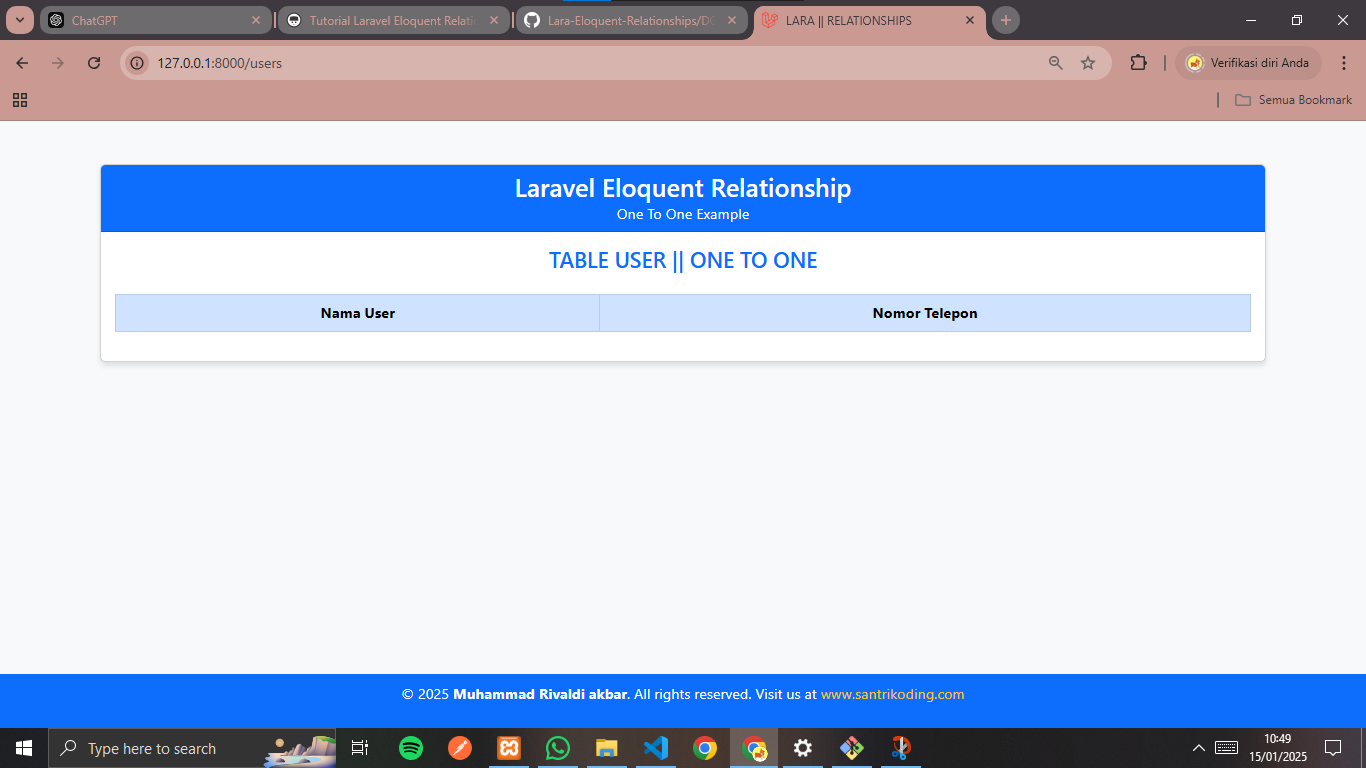 ChatGPT
Tutorial Laravel Eloquent Relati
Lara-Eloquent-Relationships/DO
LARA || RELATIONSHIPS
127.0.0.1:8000/users
Verifikasi diri Anda
Semua Bookmark
Laravel Eloquent Relationship
One To One Example
TABLE USER || ONE TO ONE
Nama User
Nomor Telepon
© 2025 Muhammad Rivaldi akbar. All rights reserved. Visit us at www.santrikoding.com
Type here to search
10:49
15/01/2025